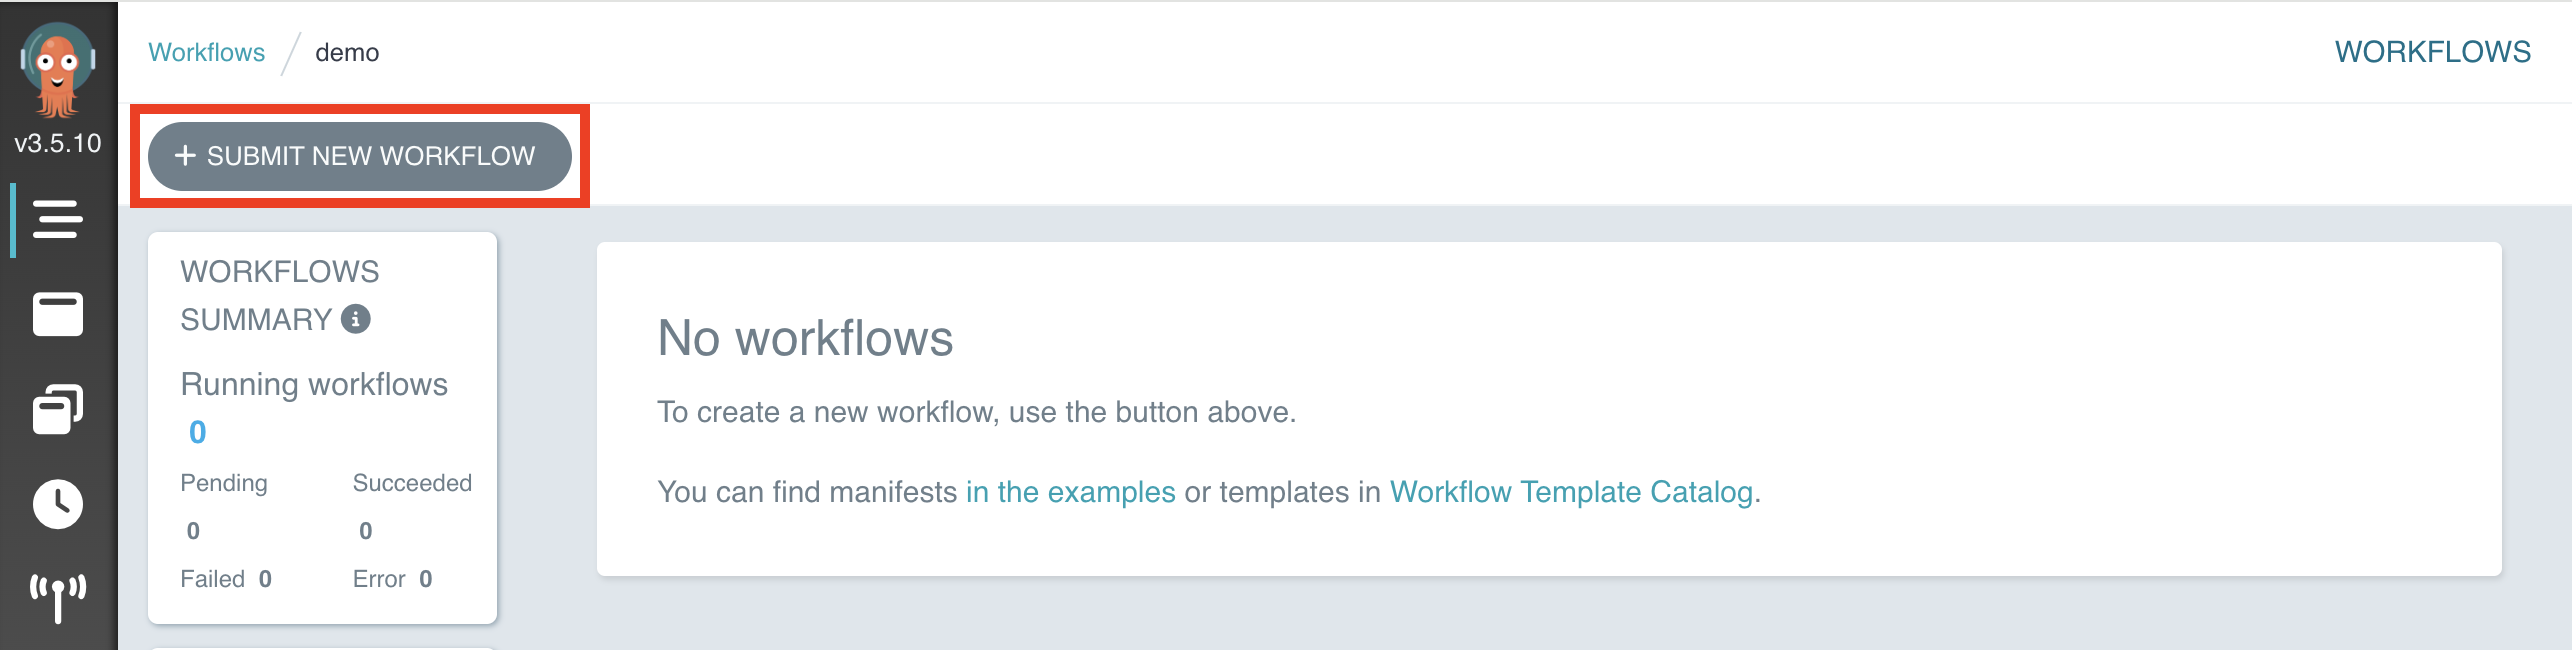 v3.5.10
Workflows / demo
WORKFLOWS
+ SUBMIT NEW WORKFLOW
WORKFLOWS
SUMMARY
Running workflows
0
Pending Succeeded
0 0
Failed 0 Error 0
No workflows
To create a new workflow, use the button above.
You can find manifests in the examples or templates in Workflow Template Catalog.